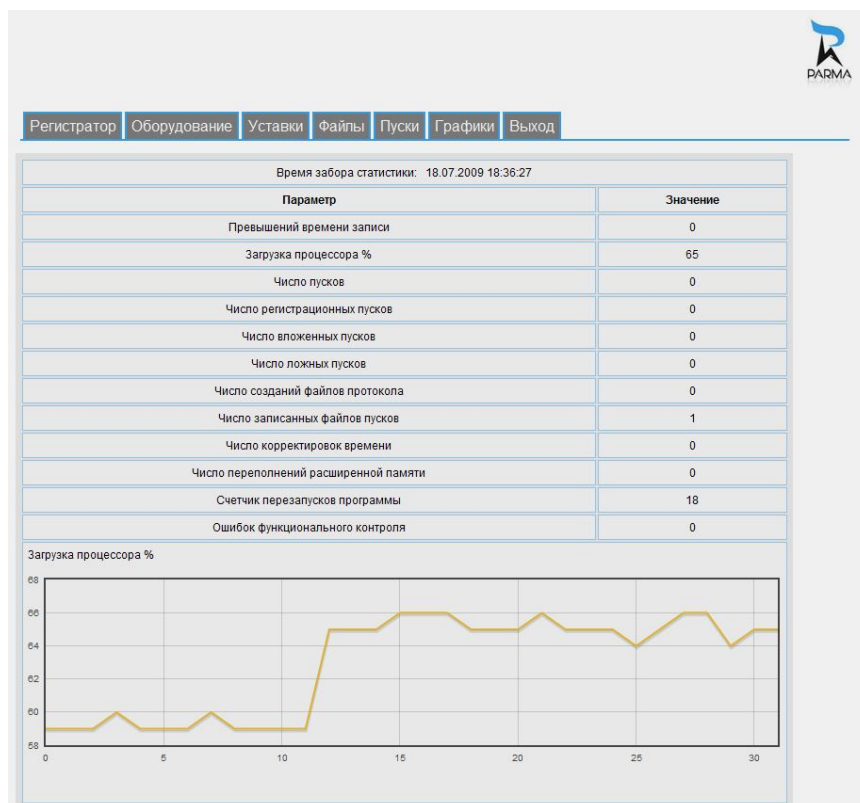 PARMA
Регистратор Оборудование Уставки Файлы Пуски Графики Выход
Время забора статистики: 18.07.2009 18:36:27
Параметр Значение
Превышений времени записи 0
Загрузка процессора % 65
Число пусков 0
Число регистрационных пусков 0
Число вложенных пусков 0
Число ложных пусков 0
Число созданий файлов протокола 0
Число записанных файлов пусков 1
Число корректировок времени 0
Число переполнений расширенной памяти 0
Счетчик перезапусков программы 18
Ошибок функционального контроля 0
Загрузка процессора %
68
66
64
62
60
58
0 5 10 15 20 25 30